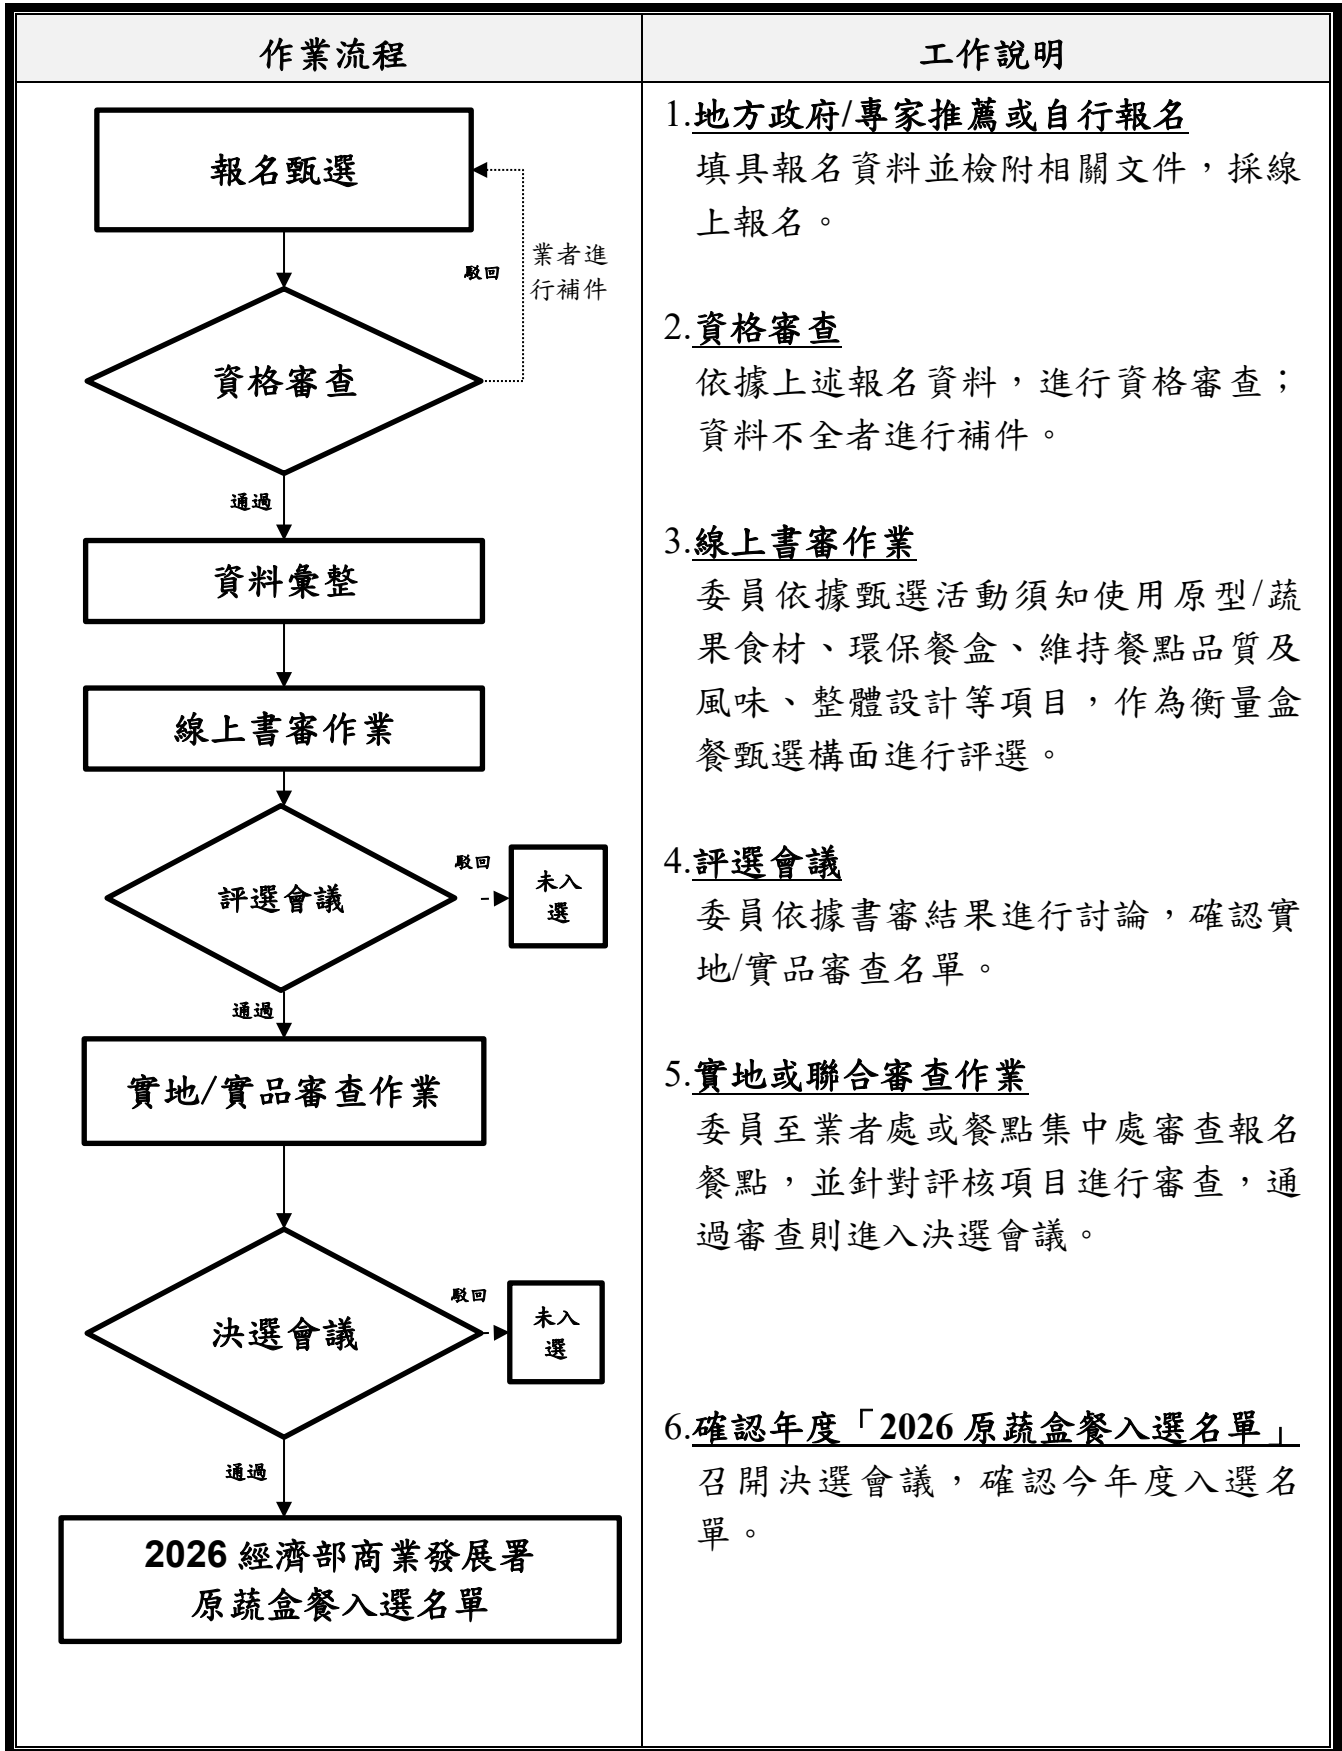 作業流程
工作說明
報名甄選
駁回
業者進
行補件
資格審查
通過
資料彙整
線上書審作業
評選會議
駁回
未入
選
通過
實地/實品審查作業
決選會議
駁回
未入
選
通過
2026 經濟部商業發展署
原蔬盒餐入選名單
1.地方政府/專家推薦或自行報名
填具報名資料並檢附相關文件，採線
上報名。
2.資格審查
依據上述報名資料，進行資格審查；
資料不全者進行補件。
3.線上書審作業
委員依據甄選活動須知使用原型/蔬
果食材、環保餐盒、維持餐點品質及
風味、整體設計等項目，作為衡量盒
餐甄選構面進行評選。
4.評選會議
委員依據書審結果進行討論，確認實
地/實品審查名單。
5.實地或聯合審查作業
委員至業者處或餐點集中處審查報名
餐點，並針對評核項目進行審查，通
過審查則進入決選會議。
6.確認年度「2026 原蔬盒餐入選名單」
召開決選會議，確認今年度入選名
單。